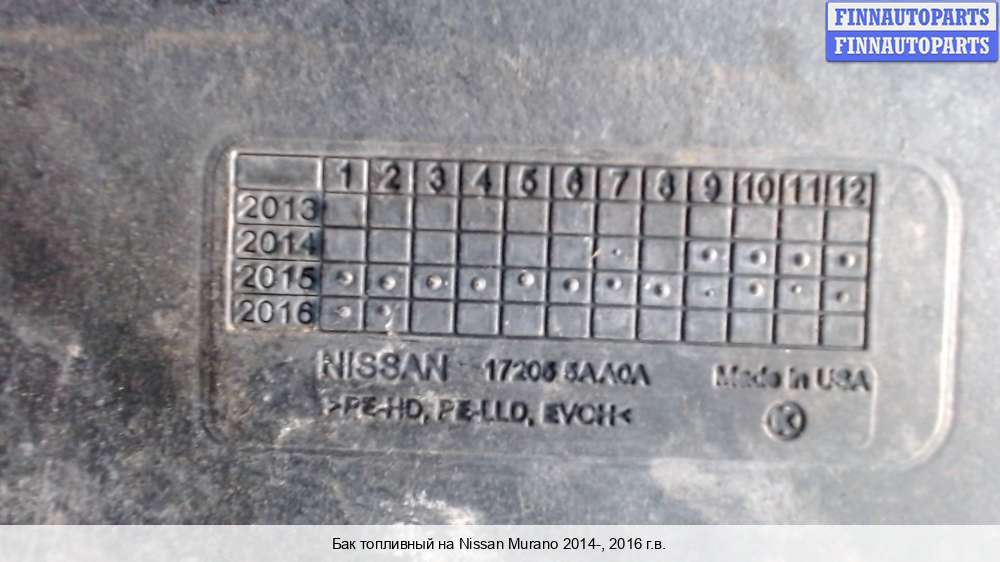 FINNAUTOPARTS
FINNAUTOPARTS
1 2 3 4 5 6 7 8 9 10 11 12
2013
2014
2015
2016
NISSAN 17206 5AA0A Made in USA
>PE-HD, PE-LLD, EVOH< K
Бак топливный на Nissan Murano 2014-, 2016 г.в.